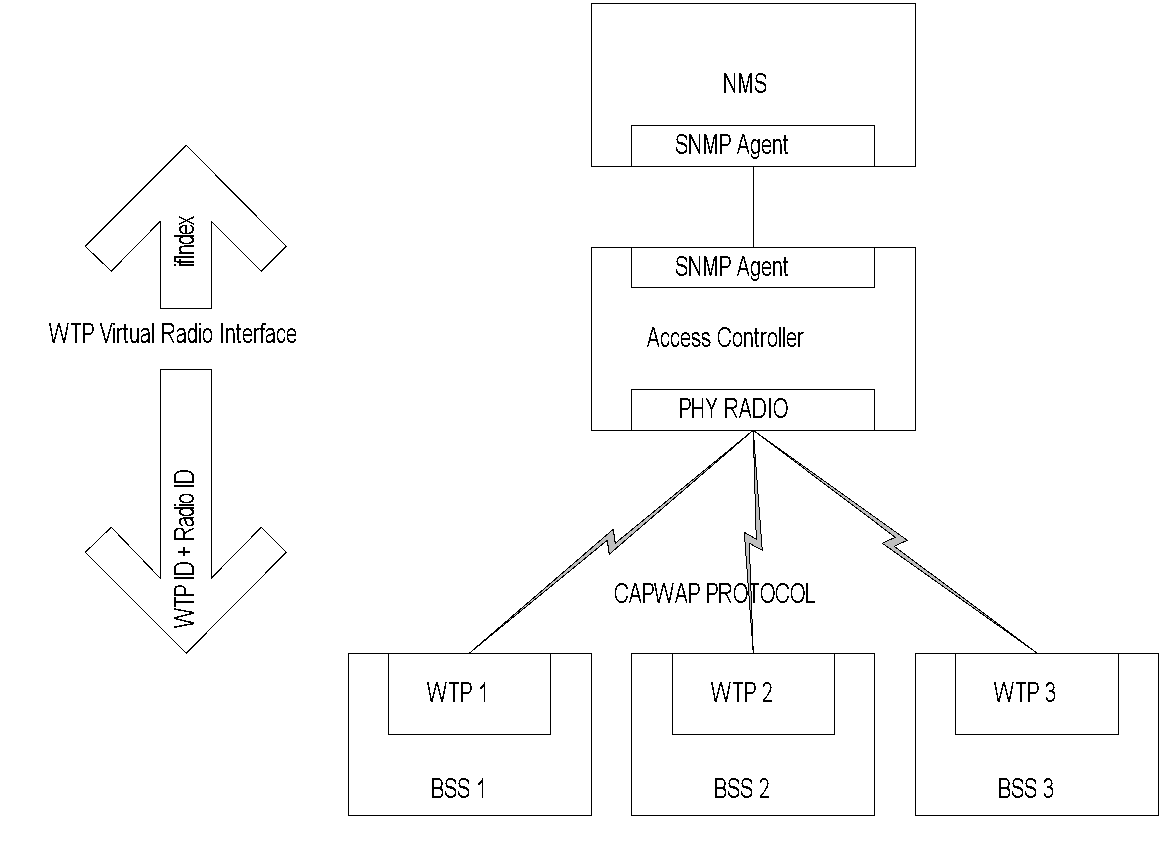 NMS
SNMP Agent
ifIndex
SNMP Agent
WTP Virtual Radio Interface
Access Controller
PHY RADIO
WTP ID + Radio ID
CAPWAP PROTOCOL
WTP 1
WTP 2
WTP 3
BSS 1
BSS 2
BSS 3